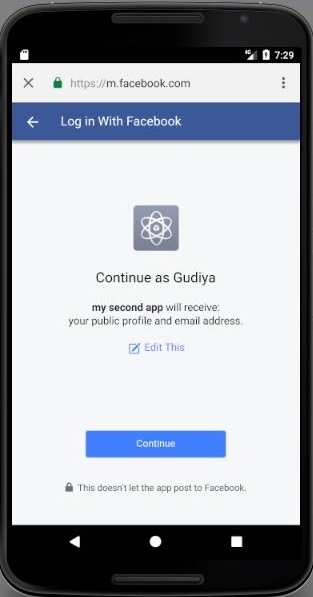 4G 7:29
https://m.facebook.com
Log in With Facebook
Continue as Gudiya
my second app will receive:
your public profile and email address.
Edit This
Continue
This doesn't let the app post to Facebook.